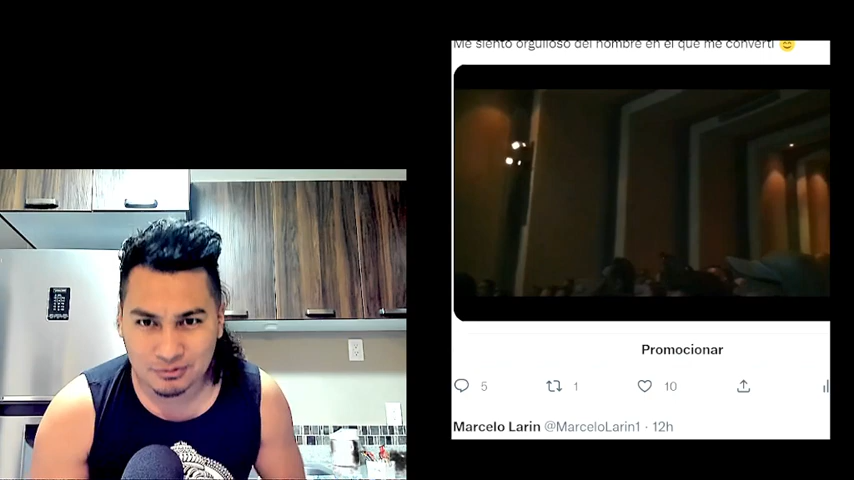 Me siento orgulloso del hombre en el que me convertí 😊
Promocionar
5 1 10
Marcelo Larin @MarceloLarin1 · 12h